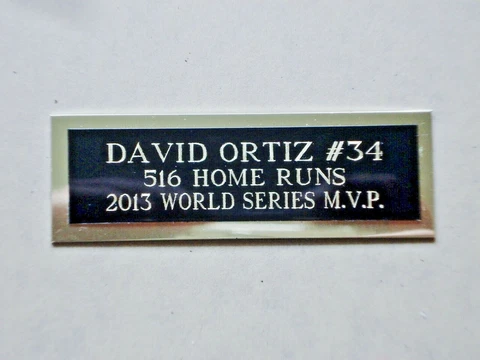 DAVID ORTIZ #34
516 HOME RUNS
2013 WORLD SERIES M.V.P.